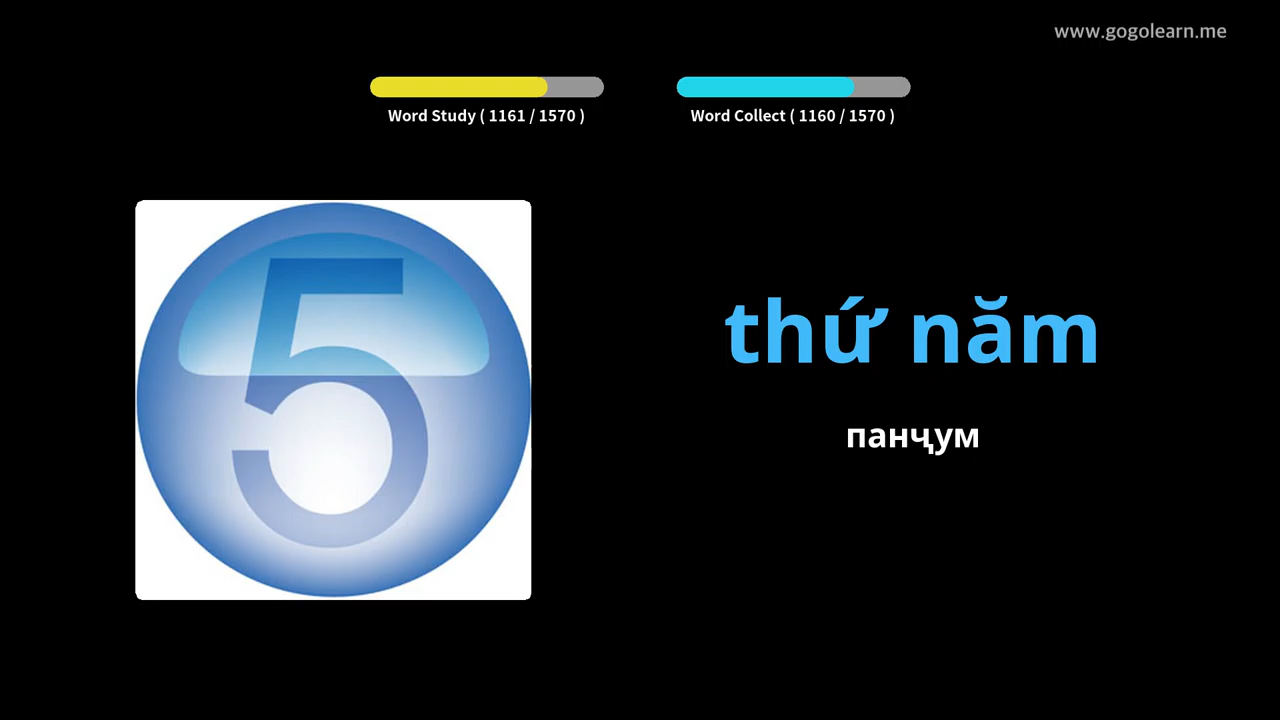 www.gogolearn.me
Word Study ( 1161 / 1570 )
Word Collect ( 1160 / 1570 )
5
thứ năm
панҷум